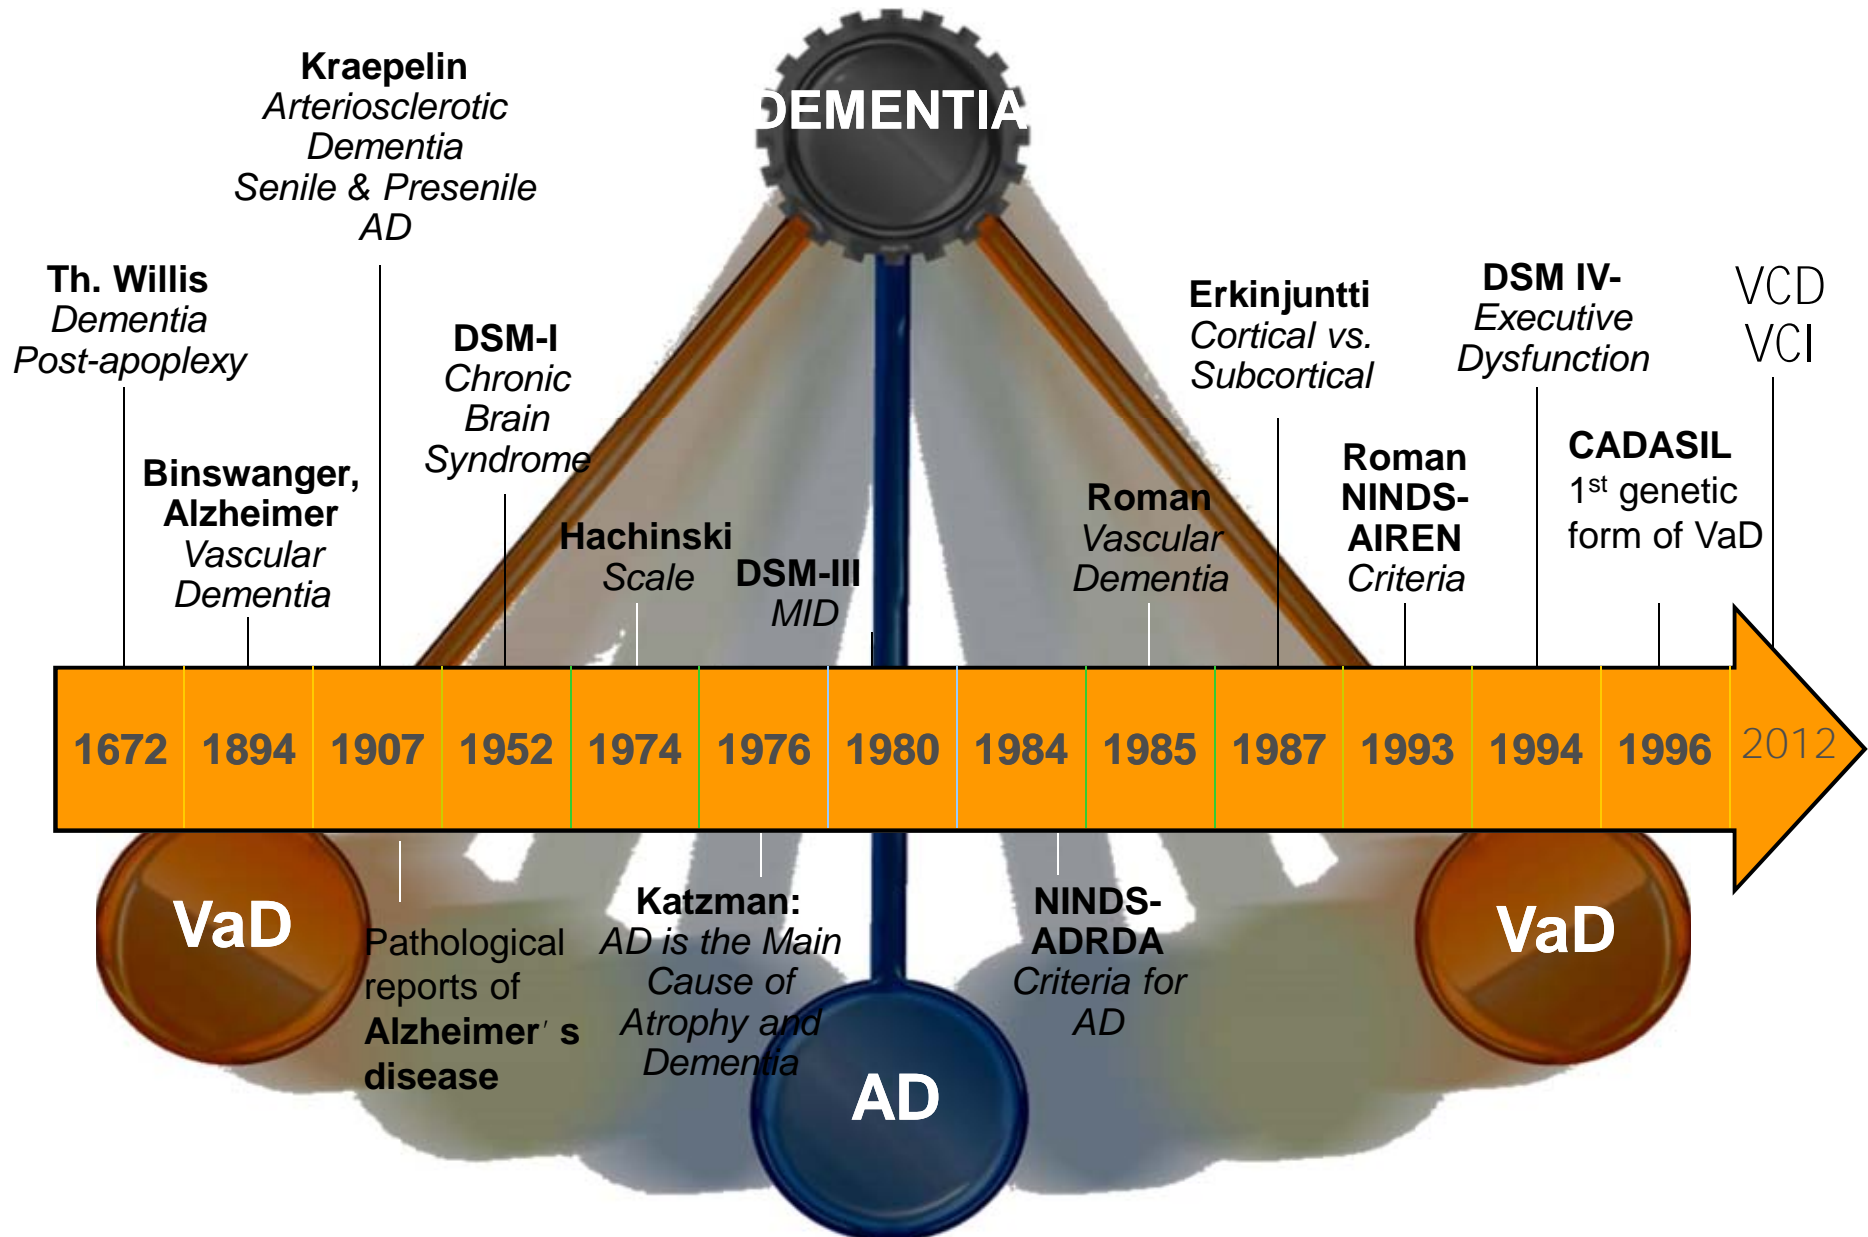 DEMENTIA
Kraepelin
Arteriosclerotic
Dementia
Senile & Presenile
AD
Th. Willis
Dementia
Post-apoplexy
Binswanger,
Alzheimer
Vascular
Dementia
DSM-I
Chronic
Brain
Syndrome
Hachinski
Scale
DSM-III
MID
Roman
Vascular
Dementia
Erkinjuntti
Cortical vs.
Subcortical
Roman
NINDS-
AIREN
Criteria
DSM IV-
Executive
Dysfunction
CADASIL
1st genetic
form of VaD
VCD
VCI
1672 1894 1907 1952 1974 1976 1980 1984 1985 1987 1993 1994 1996 2012
VaD
Pathological
reports of
Alzheimer's
disease
Katzman:
AD is the Main
Cause of
Atrophy and
Dementia
AD
NINDS-
ADRDA
Criteria for
AD
VaD